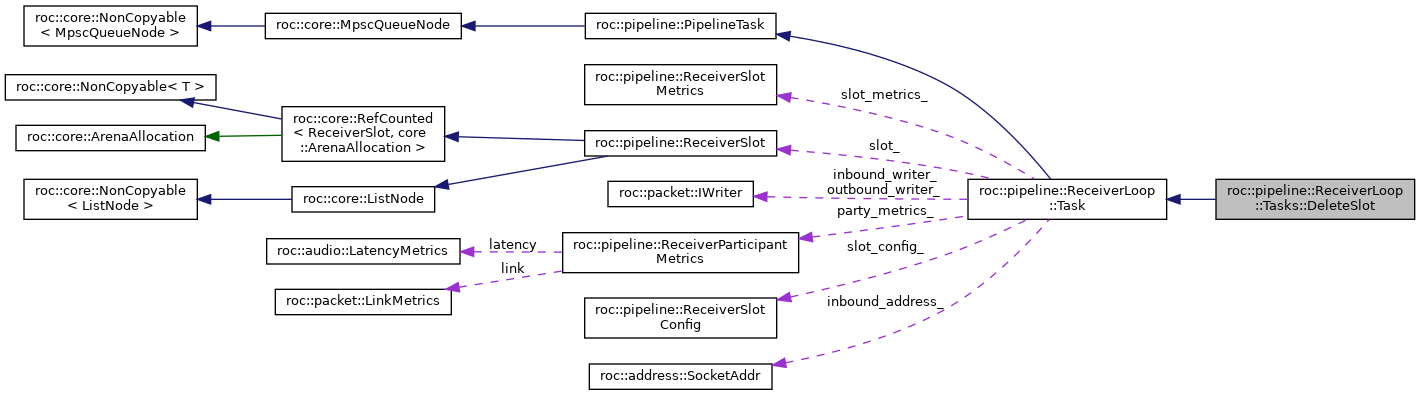 roc::core::NonCopyable
< MpscQueueNode >
roc::core::MpscQueueNode
roc::pipeline::PipelineTask
roc::core::NonCopyable< T >
roc::pipeline::ReceiverSlot
Metrics
slot_metrics_
roc::core::ArenaAllocation
roc::core::RefCounted
< ReceiverSlot, core
::ArenaAllocation >
roc::pipeline::ReceiverSlot
slot_
roc::core::NonCopyable
< ListNode >
roc::core::ListNode
roc::packet::IWriter
inbound_writer_
outbound_writer_
roc::pipeline::ReceiverLoop
::Task
roc::pipeline::ReceiverLoop
::Tasks::DeleteSlot
party_metrics_
roc::audio::LatencyMetrics
latency
roc::pipeline::ReceiverParticipant
Metrics
slot_config_
link
roc::packet::LinkMetrics
roc::pipeline::ReceiverSlot
Config
inbound_address_
roc::address::SocketAddr